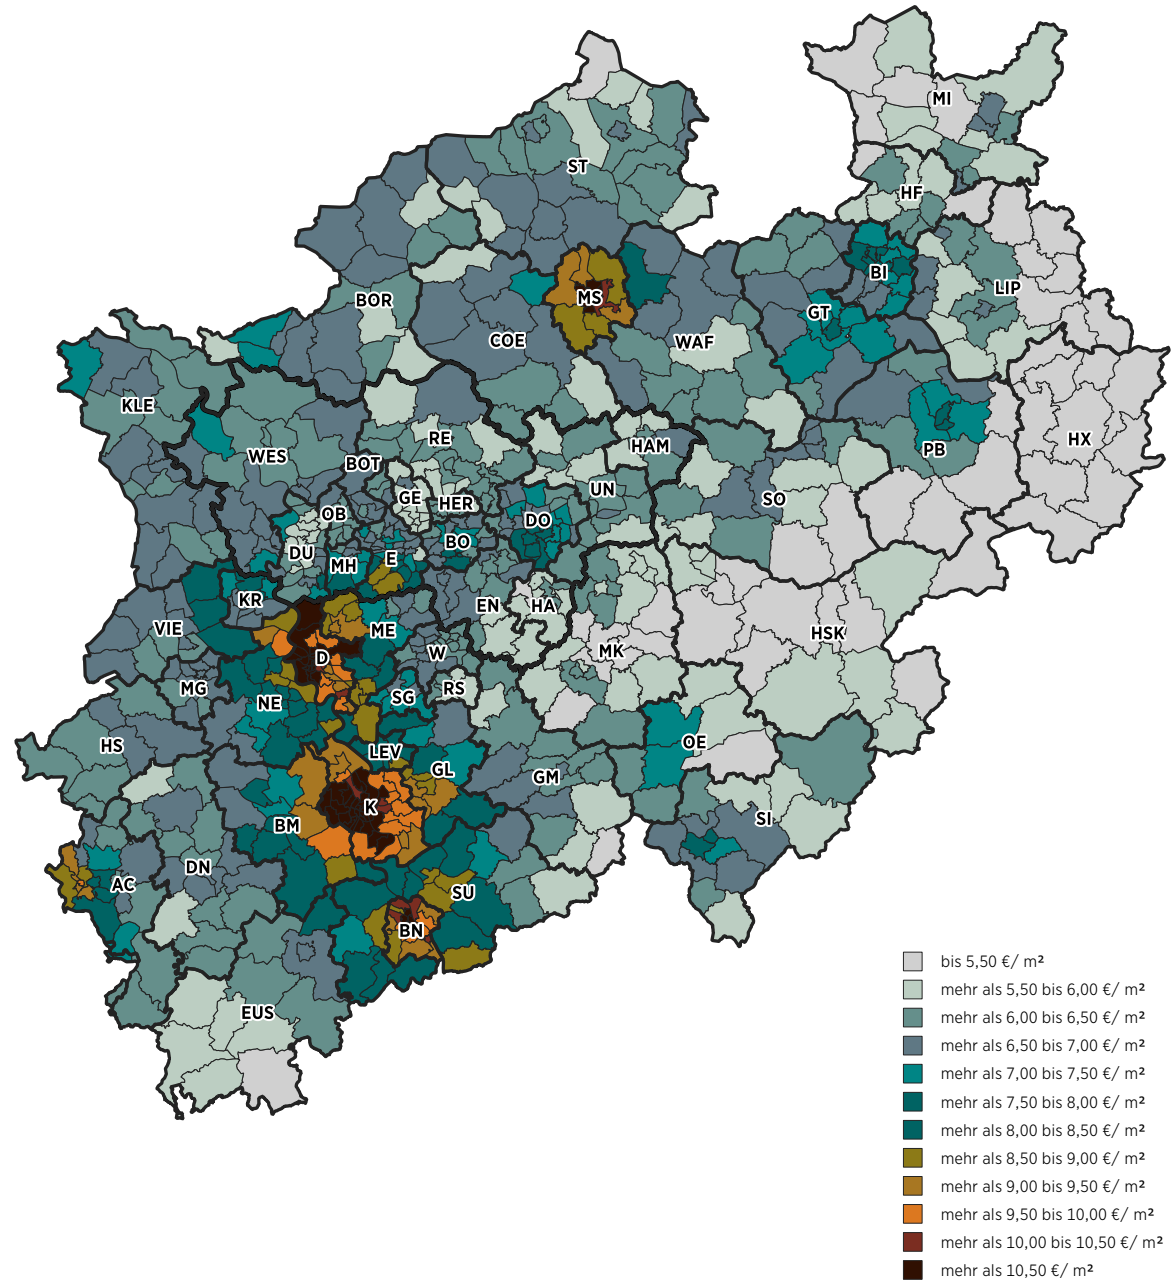 MI
ST
HF
BI
LIP
MS
BOR
GT
COE
WAF
KLE
RE
HX
HAM
PB
WES
BOT
GE
HER
UN
SO
OB
DO
DU
BO
E
MH
KR
EN
HA
VIE
ME
HSK
W
MK
D
MG
RS
SG
NE
OE
HS
LEV
GL
GM
K
SI
BM
DN
AC
SU
BN
EUS
bis 5,50 €/ m²
mehr als 5,50 bis 6,00 €/ m²
mehr als 6,00 bis 6,50 €/ m²
mehr als 6,50 bis 7,00 €/ m²
mehr als 7,00 bis 7,50 €/ m²
mehr als 7,50 bis 8,00 €/ m²
mehr als 8,00 bis 8,50 €/ m²
mehr als 8,50 bis 9,00 €/ m²
mehr als 9,00 bis 9,50 €/ m²
mehr als 9,50 bis 10,00 €/ m²
mehr als 10,00 bis 10,50 €/ m²
mehr als 10,50 €/ m²